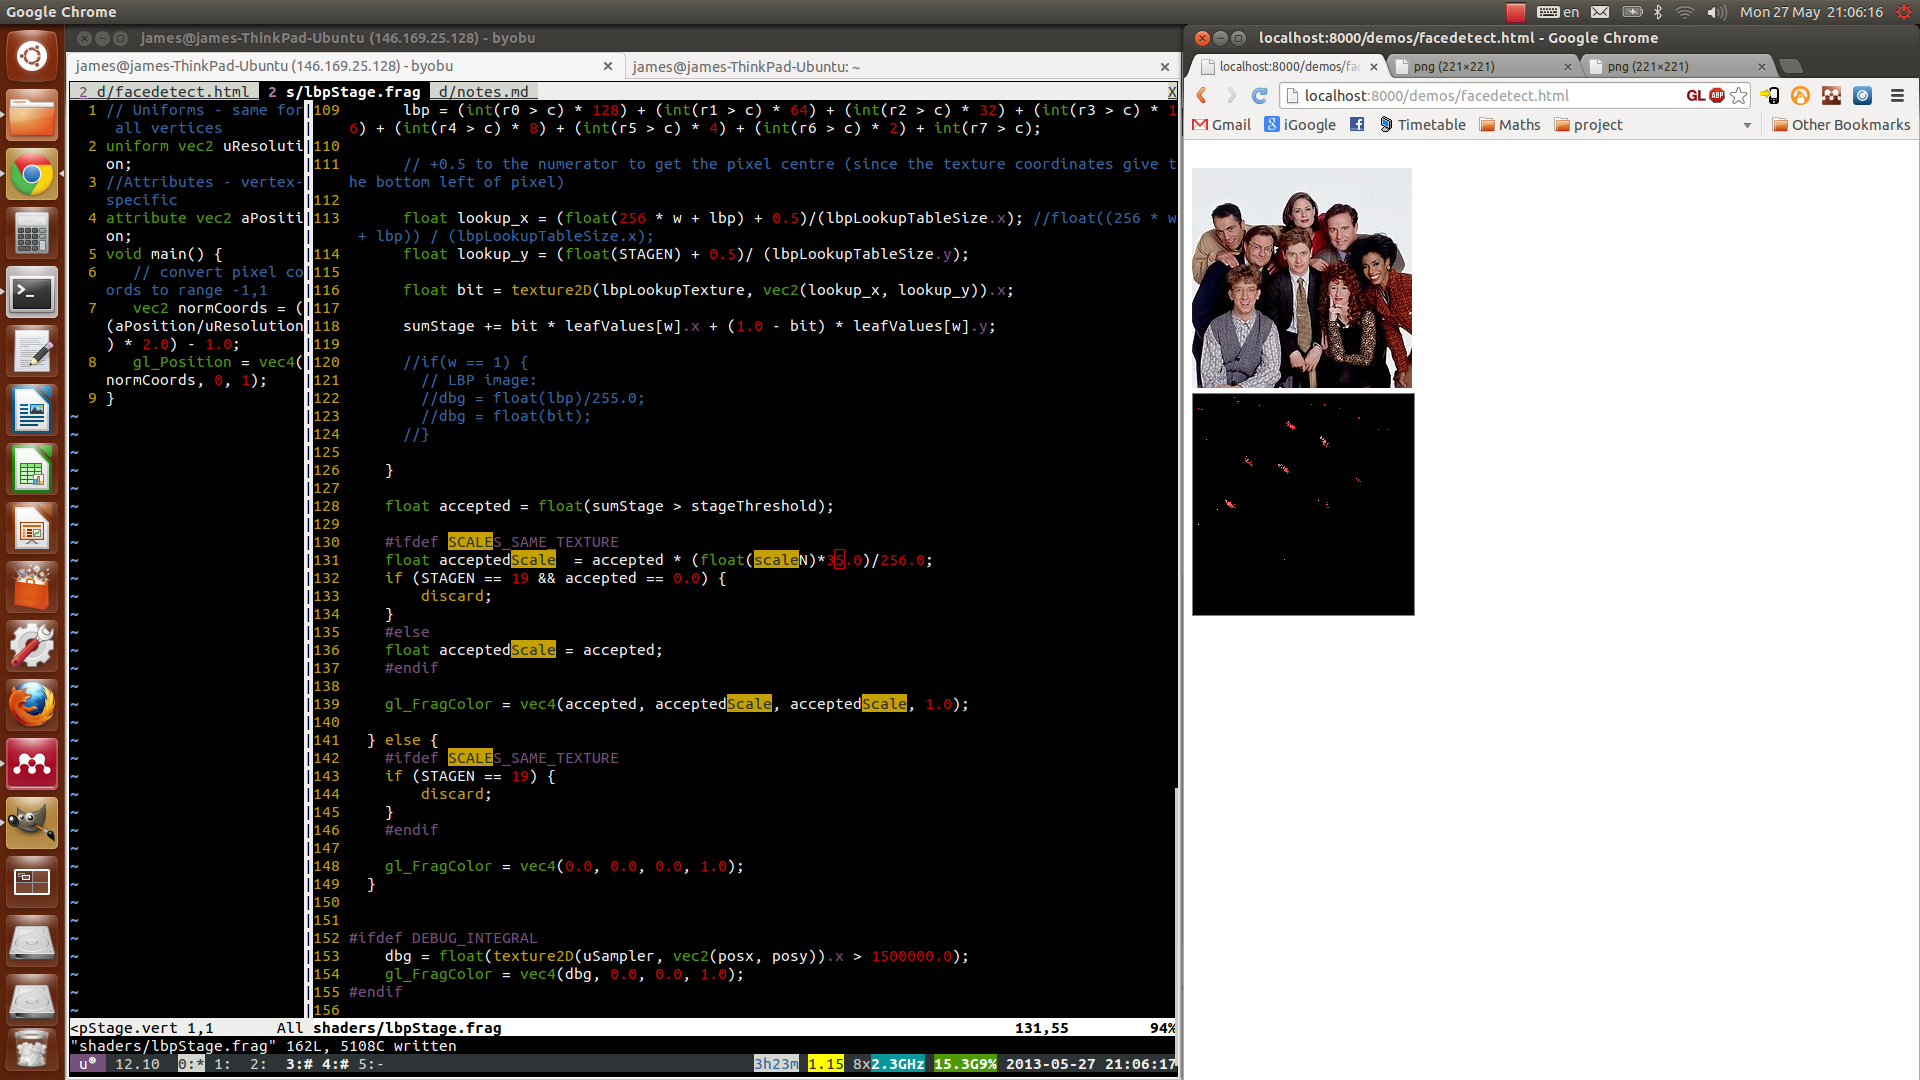 Google Chrome
en
Mon 27 May 21:06:16
james@james-ThinkPad-Ubuntu (146.169.25.128) - byobu
james@james-ThinkPad-Ubuntu (146.169.25.128) - byobu
james@james-ThinkPad-Ubuntu: ~
2 d/facedetect.html 2 s/lbpStage.frag d/notes.md X
1 // Uniforms - same for
all vertices
2 uniform vec2 uResoluti
on;
3 //Attributes - vertex-
specific
4 attribute vec2 aPositi
on;
5 void main() {
6 // convert pixel co
ords to range -1,1
7 vec2 normCoords = (
(aPosition/uResolution
) * 2.0) - 1.0;
8 gl_Position = vec4(
normCoords, 0, 1);
9 }
109 lbp = (int(r0 > c) * 128) + (int(r1 > c) * 64) + (int(r2 > c) * 32) + (int(r3 > c) * 1
6) + (int(r4 > c) * 8) + (int(r5 > c) * 4) + (int(r6 > c) * 2) + int(r7 > c);
110
111 // +0.5 to the numerator to get the pixel centre (since the texture coordinates give t
he bottom left of pixel)
112
113 float lookup_x = (float(256 * w + lbp) + 0.5)/(lbpLookupTableSize.x); //float((256 * w
+ lbp)) / (lbpLookupTableSize.x);
114 float lookup_y = (float(STAGEN) + 0.5)/ (lbpLookupTableSize.y);
115
116 float bit = texture2D(lbpLookupTexture, vec2(lookup_x, lookup_y)).x;
117
118 sumStage += bit * leafValues[w].x + (1.0 - bit) * leafValues[w].y;
119
120 //if(w == 1) {
121 // LBP image:
122 //dbg = float(lbp)/255.0;
123 //dbg = float(bit);
124 //}
125
126 }
127
128 float accepted = float(sumStage > stageThreshold);
129
130 #ifdef SCALES_SAME_TEXTURE
131 float acceptedScale = accepted * (float(scaleN)*35.0)/256.0;
132 if (STAGEN == 19 && accepted == 0.0) {
133 discard;
134 }
135 #else
136 float acceptedScale = accepted;
137 #endif
138
139 gl_FragColor = vec4(accepted, acceptedScale, acceptedScale, 1.0);
140
141 } else {
142 #ifdef SCALES_SAME_TEXTURE
143 if (STAGEN == 19) {
144 discard;
145 }
146 #endif
147
148 gl_FragColor = vec4(0.0, 0.0, 0.0, 1.0);
149 }
150
151
152 #ifdef DEBUG_INTEGRAL
153 dbg = float(texture2D(uSampler, vec2(posx, posy)).x > 1500000.0);
154 gl_FragColor = vec4(dbg, 0.0, 0.0, 1.0);
155 #endif
156
<pStage.vert 1,1 All shaders/lbpStage.frag 131,55 94%
"shaders/lbpStage.frag" 162L, 5108C written
u 12.10 0:* 1: 2: 3:# 4:# 5:- 3h23m 1.15 8x2.3GHz 15.3G9% 2013-05-27 21:06:17
localhost:8000/demos/facedetect.html - Google Chrome
localhost:8000/demos/fa
png (221×221)
png (221×221)
localhost:8000/demos/facedetect.html
GL ABP
Gmail iGoogle Timetable Maths project Other Bookmarks